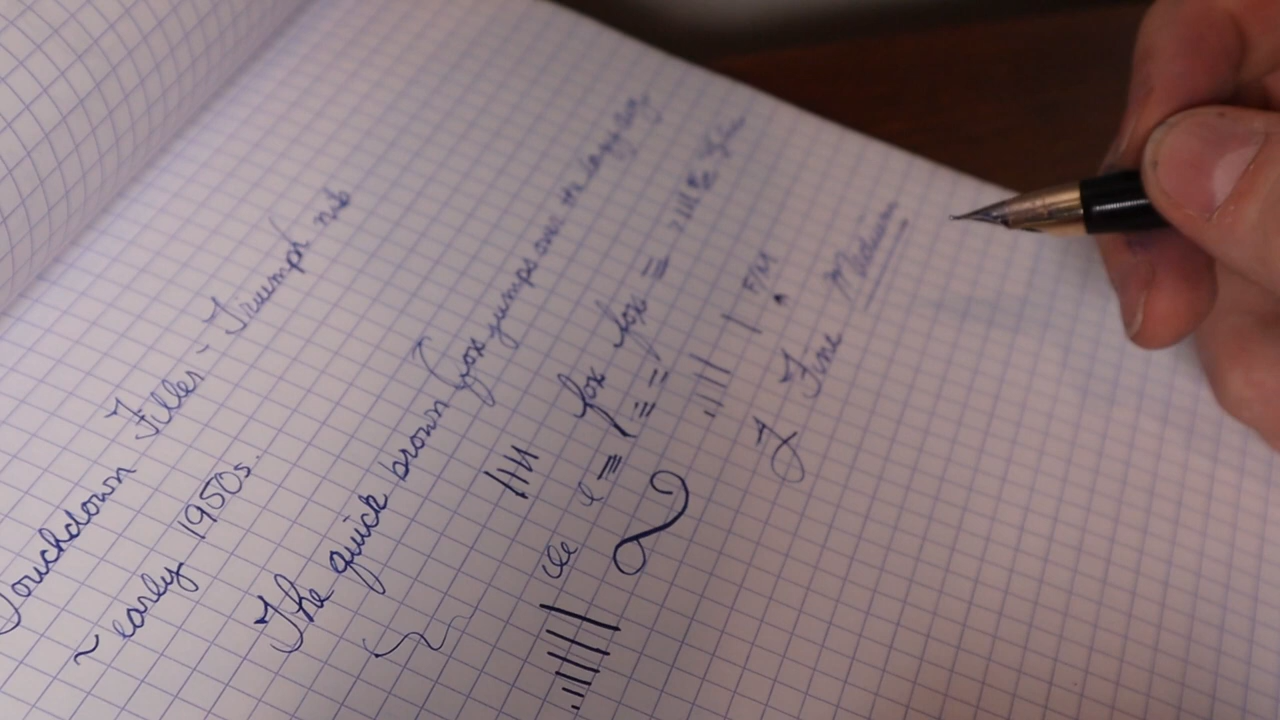 Touchdown Filler - Triumph nib
~ early 1950s.
The quick brown fox jumps over the lazy dog
fox fox
F/M
Fine Medium